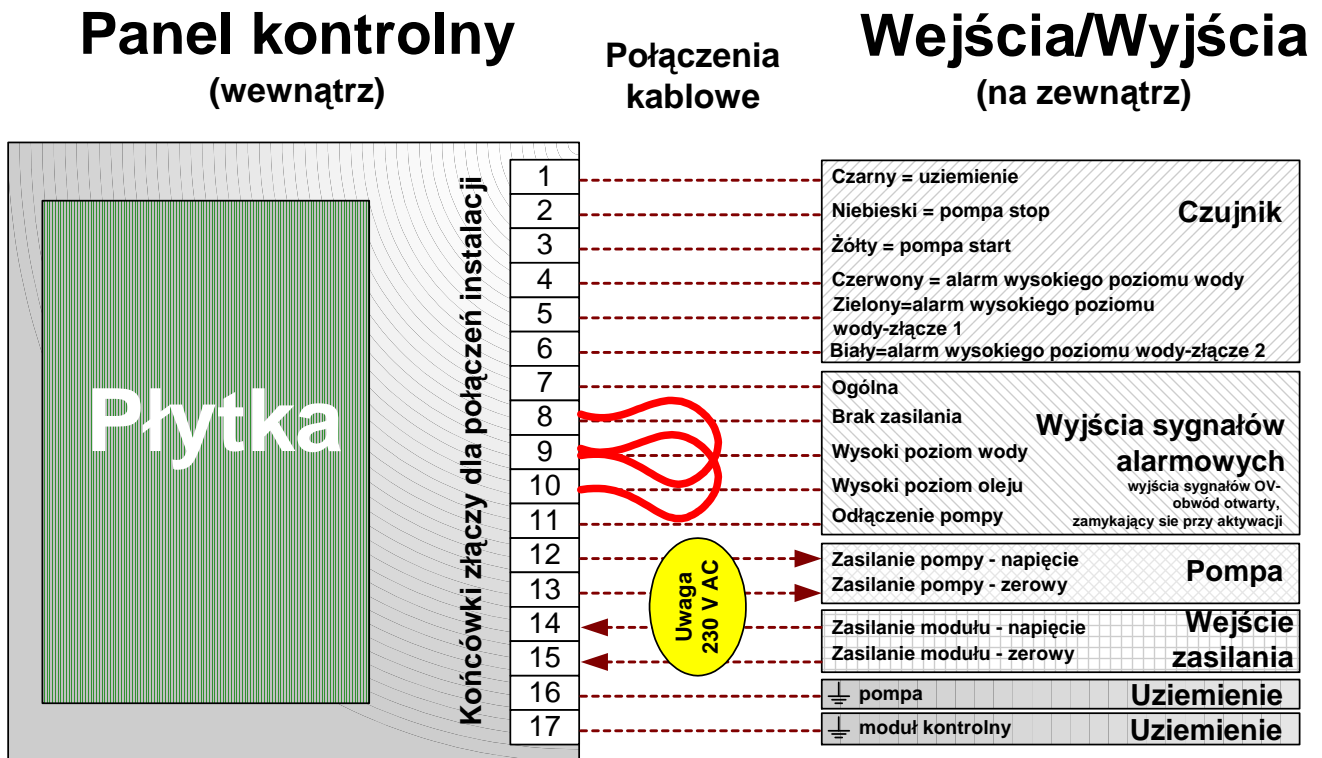 Panel kontrolny
(wewnątrz)
Połączenia
kablowe
Wejścia/Wyjścia
(na zewnątrz)
Płytka
Końcówki złączy dla połączeń instalacji
1
2
3
4
5
6
7
8
9
10
11
12
13
14
15
16
17
Uwaga
230 V AC
Czarny = uziemienie
Niebieski = pompa stop
Żółty = pompa start
Czerwony = alarm wysokiego poziomu wody
Zielony=alarm wysokiego poziomu
wody-złącze 1
Biały=alarm wysokiego poziomu wody-złącze 2
Czujnik
Ogólna
Brak zasilania
Wysoki poziom wody
Wysoki poziom oleju
Odłączenie pompy
Wyjścia sygnałów
alarmowych
wyjścia sygnałów OV-
obwód otwarty,
zamykający sie przy aktywacji
Zasilanie pompy - napięcie
Zasilanie pompy - zerowy
Pompa
Zasilanie modułu - napięcie
Zasilanie modułu - zerowy
Wejście
zasilania
pompa
Uziemienie
moduł kontrolny
Uziemienie